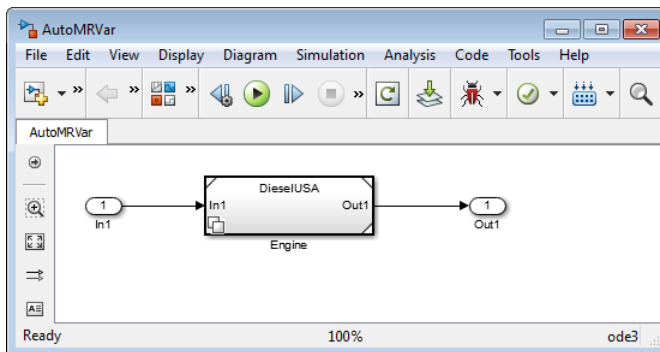 AutoMRVar
File Edit View Display Diagram Simulation Analysis Code Tools Help
» » » »
AutoMRVar
DieselUSA
1 In1 Out1 1
In1 Out1
Engine
A
Ready 100% ode3